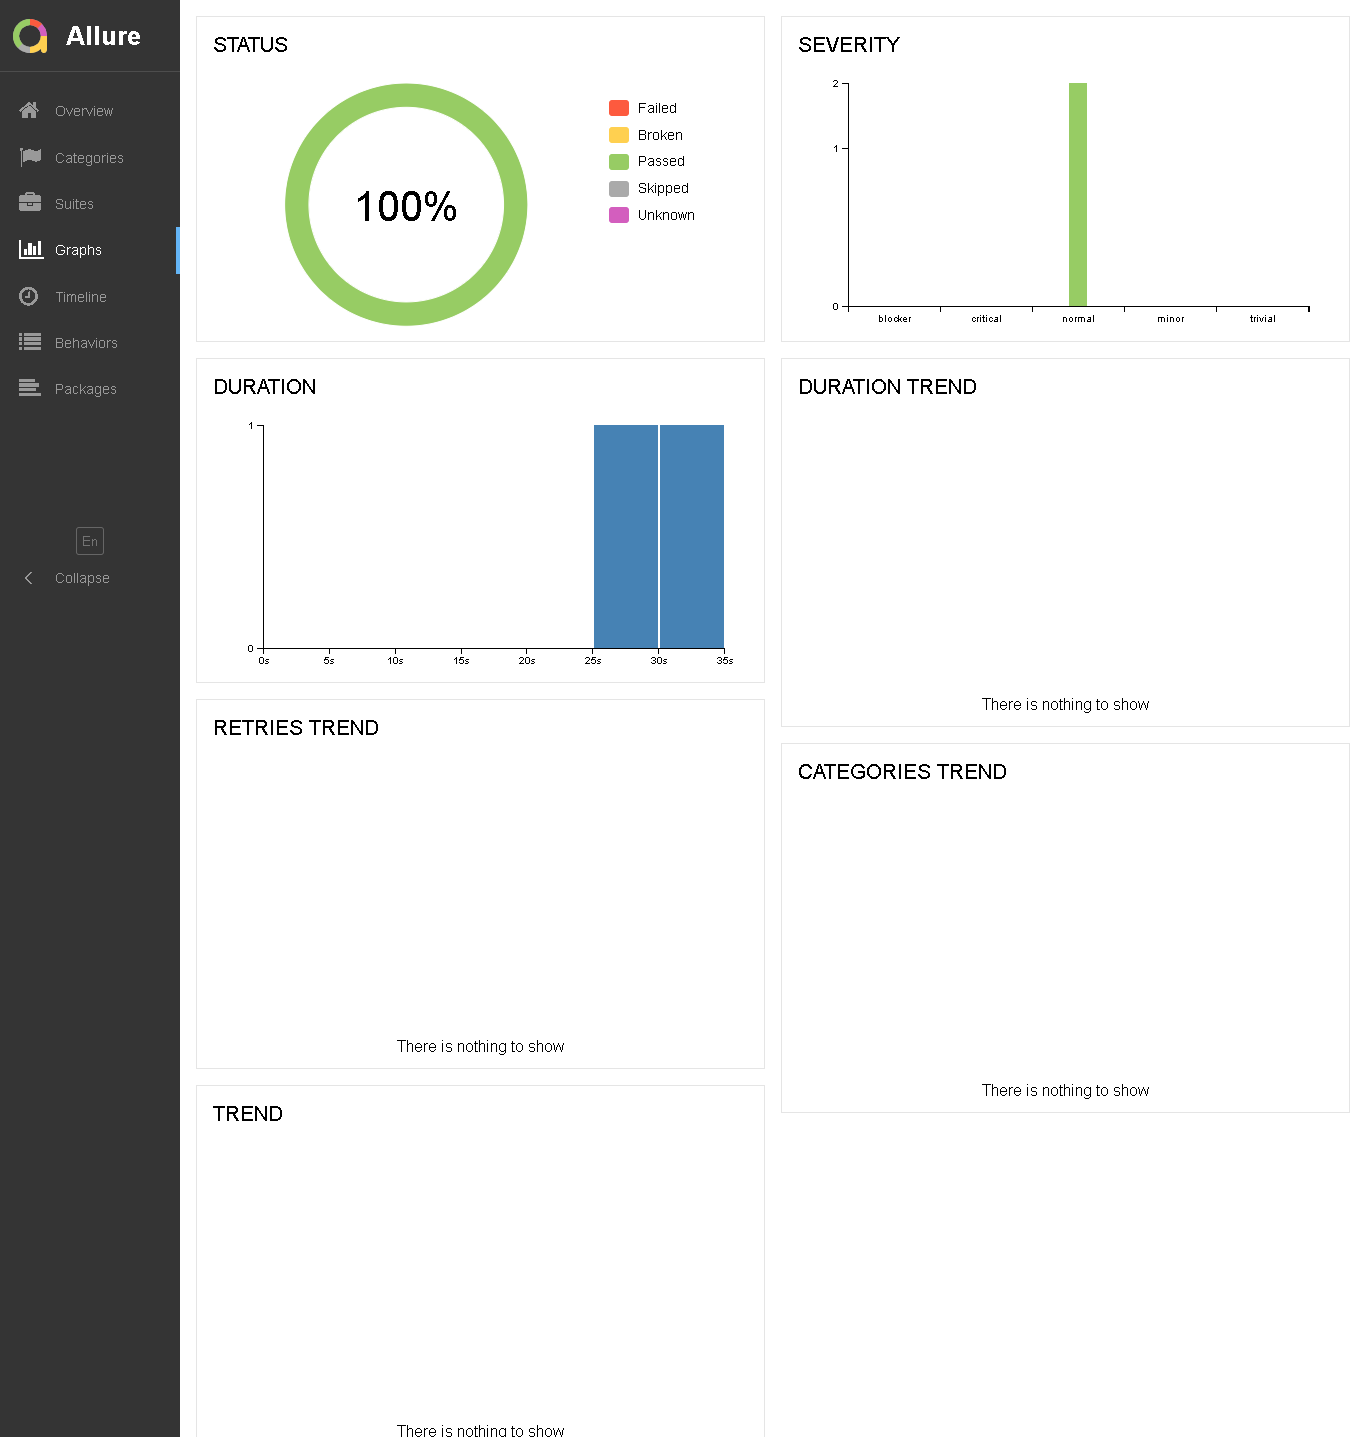 Allure
Overview
Categories
Suites
Graphs
Timeline
Behaviors
Packages
En
Collapse
STATUS
100%
Failed
Broken
Passed
Skipped
Unknown
SEVERITY
2
1
0
blocker critical normal minor trivial
DURATION
1
0
0s 5s 10s 15s 20s 25s 30s 35s
DURATION TREND
There is nothing to show
RETRIES TREND
There is nothing to show
CATEGORIES TREND
There is nothing to show
TREND
There is nothing to show